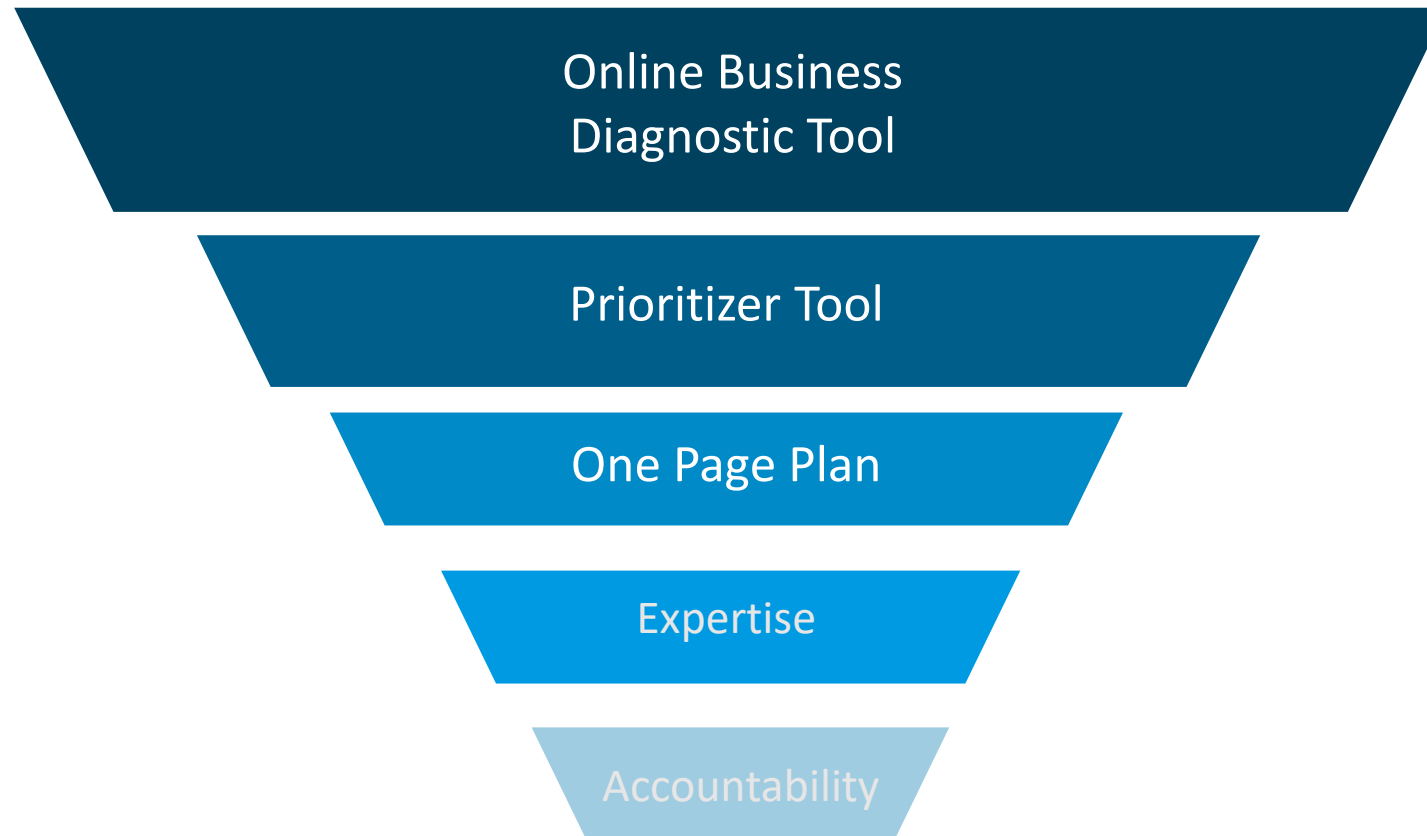 Online Business
Diagnostic Tool
Prioritizer Tool
One Page Plan
Expertise
Accountability